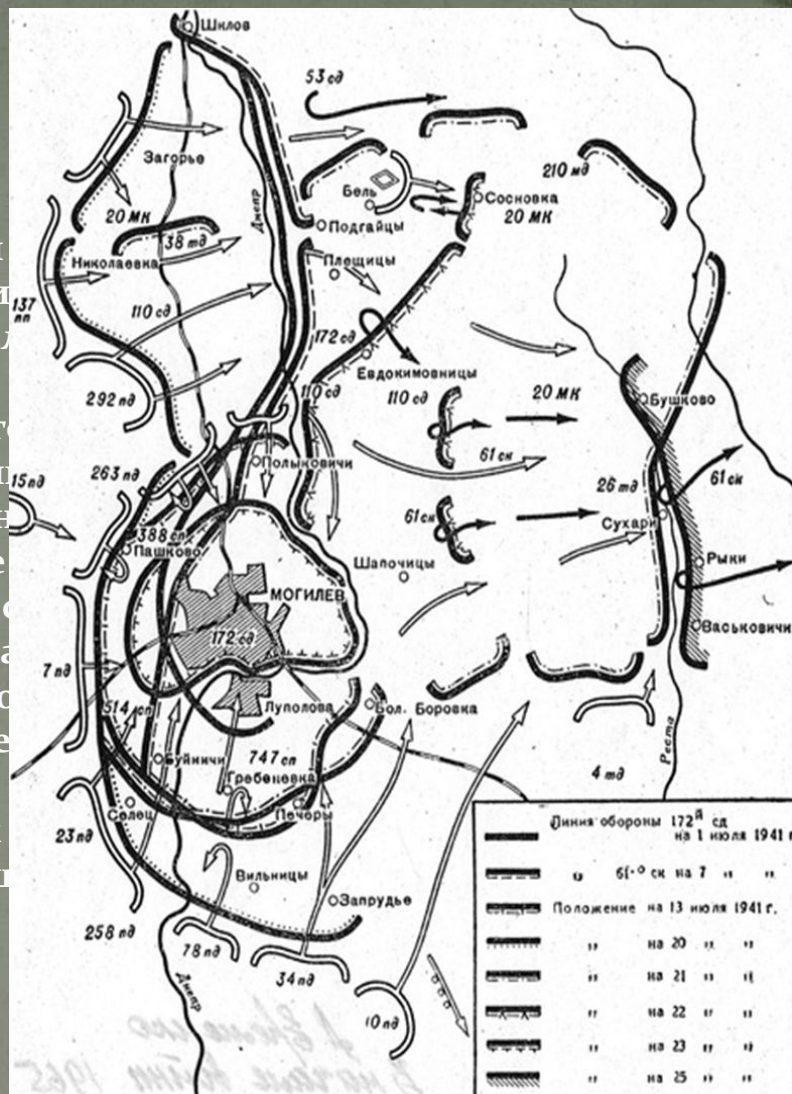 Шклов
53 сд
Загорье
Днепр
210 мд
Бель
Сосновка
20 МК
20 МК
Подгайцы
38 тд
Николаевка
Плещицы
137
пп
110 сд
172 сд
Евдокимовницы
110 сд
110 сд
20 МК
Бушково
292 пд
61 ск
Полыковичи
263 пд
26 тд
61 ск
15 пд
388 сп
61 ск
Сухари
Пашково
Шапочицы
Рыки
МОГИЛЕВ
172 сд
Васьковичи
7 пд
514 сп
Луполова
Бол. Боровка
Буйничи
747 сп
Реста
Гребеневка
4 тд
Селец
Печоры
23 пд
Вильницы
Запрудье
258 пд
78 пд
34 пд
Днепр
10 пд
Линия обороны 172й сд
на 1 июля 1941 г
" 61-о ск на 7 " "
Положение на 13 июля 1941 г.
" на 20 " "
" на 21 " "
" на 22 " "
" на 23 " "
" на 25 " "
1965